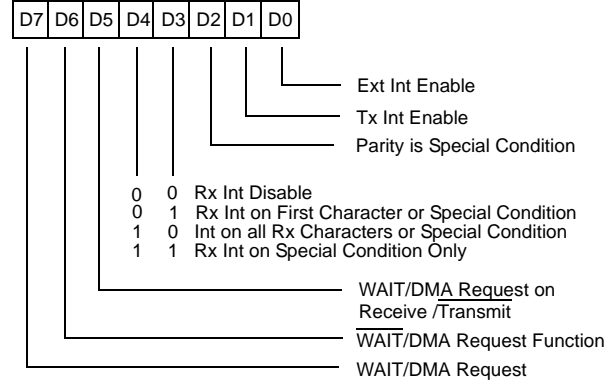 D7 D6 D5 D4 D3 D2 D1 D0
Ext Int Enable
Tx Int Enable
Parity is Special Condition
0 0 Rx Int Disable
0 1 Rx Int on First Character or Special Condition
1 0 Int on all Rx Characters or Special Condition
1 1 Rx Int on Special Condition Only
WAIT/DMA Request on
Receive /Transmit
WAIT/DMA Request Function
WAIT/DMA Request